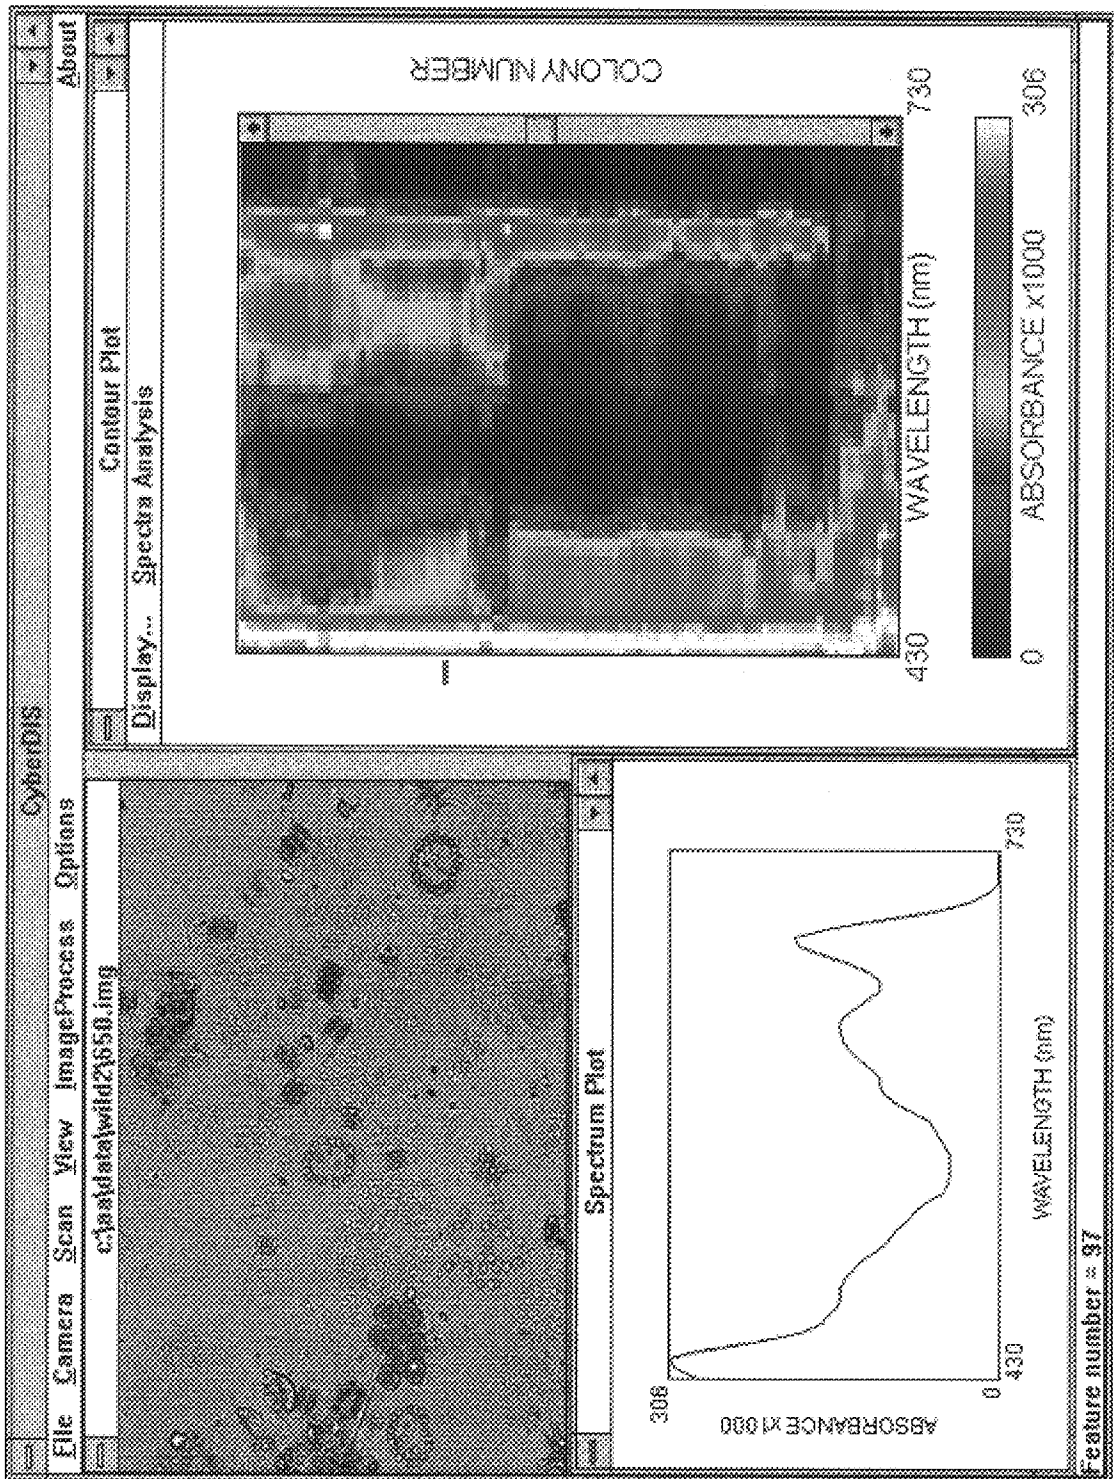 CyberDIS
File Camera Scan View ImageProcess Options About
c:\aa\data\wild2\650.img
Contour Plot
Display... Spectra Analysis
COLONY NUMBER
430 WAVELENGTH (nm) 730
0 ABSORBANCE x1000 306
Spectrum Plot
306
ABSORBANCE x1000
0
430 WAVELENGTH (nm) 730
Feature number = 97